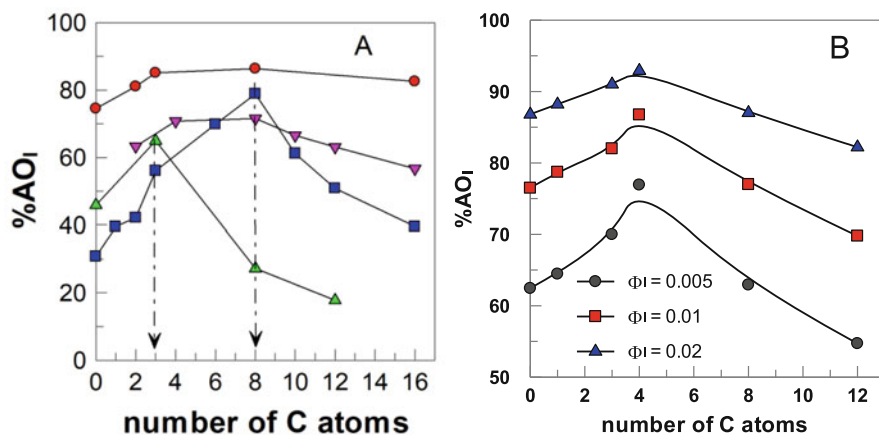 A
%AOI
100
80
60
40
20
0
0 2 4 6 8 10 12 14 16
number of C atoms
B
%AOI
100
90
80
70
60
50
ΦI = 0.005
ΦI = 0.01
ΦI = 0.02
0 2 4 6 8 10 12
number of C atoms